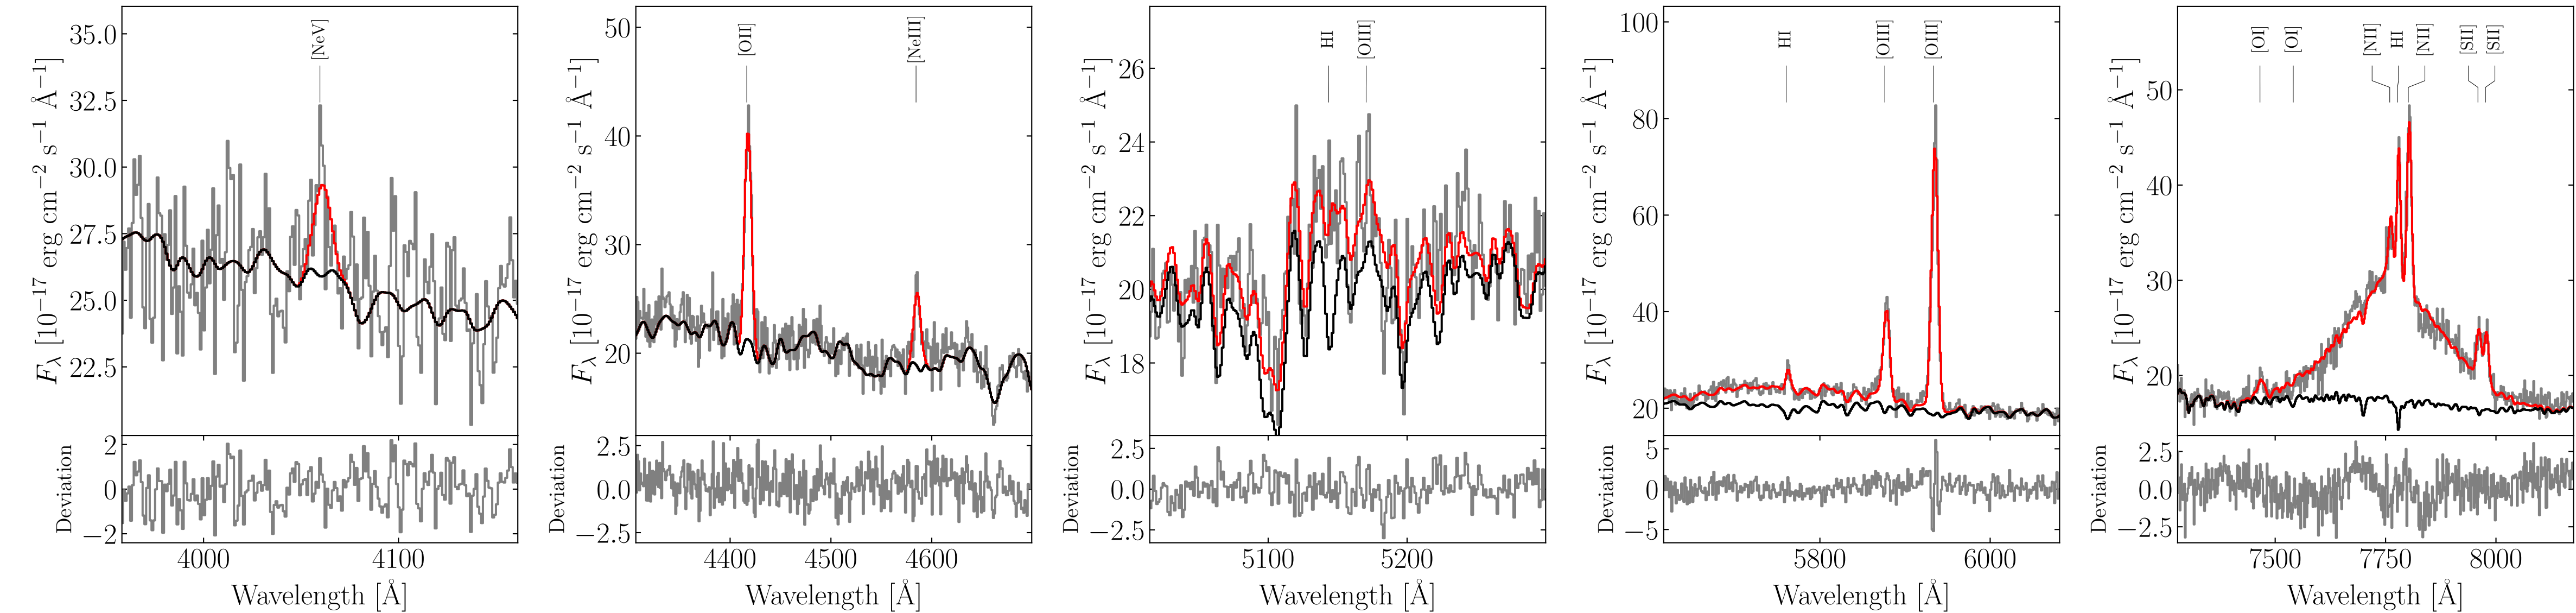 [NeV]
35.0
32.5
30.0
27.5
25.0
22.5
F_λ [10⁻¹⁷ erg cm⁻² s⁻¹ Å⁻¹]
2
0
−2
Deviation
4000 4100
Wavelength [Å]
[OII] [NeIII]
50
40
30
20
F_λ [10⁻¹⁷ erg cm⁻² s⁻¹ Å⁻¹]
2.5
0.0
−2.5
Deviation
4400 4500 4600
Wavelength [Å]
HI [OIII]
26
24
22
20
18
F_λ [10⁻¹⁷ erg cm⁻² s⁻¹ Å⁻¹]
2.5
0.0
−2.5
Deviation
5100 5200
Wavelength [Å]
HI [OIII] [OIII]
100
80
60
40
20
F_λ [10⁻¹⁷ erg cm⁻² s⁻¹ Å⁻¹]
5
0
−5
Deviation
5800 6000
Wavelength [Å]
[OI] [OI] [NII] HI [NII] [SII] [SII]
50
40
30
20
F_λ [10⁻¹⁷ erg cm⁻² s⁻¹ Å⁻¹]
2.5
0.0
−2.5
Deviation
7500 7750 8000
Wavelength [Å]